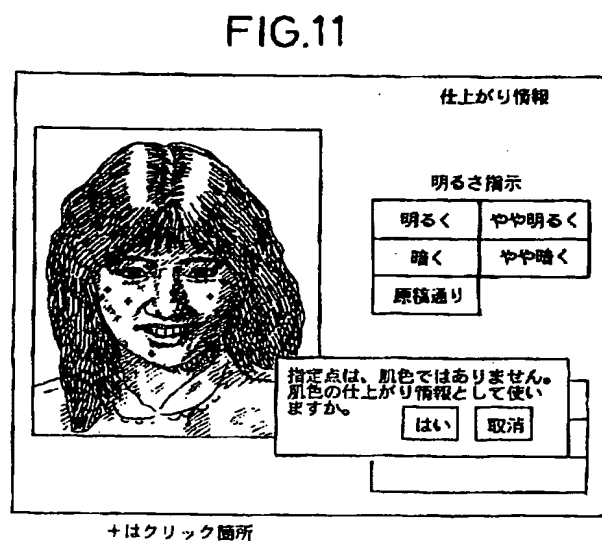 FIG.11
仕上がり情報
明るさ指示
明るく
やや明るく
暗く
やや暗く
原稿通り
指定点は、肌色ではありません。
肌色の仕上がり情報として使い
ますか。
はい
取消
+はクリック箇所